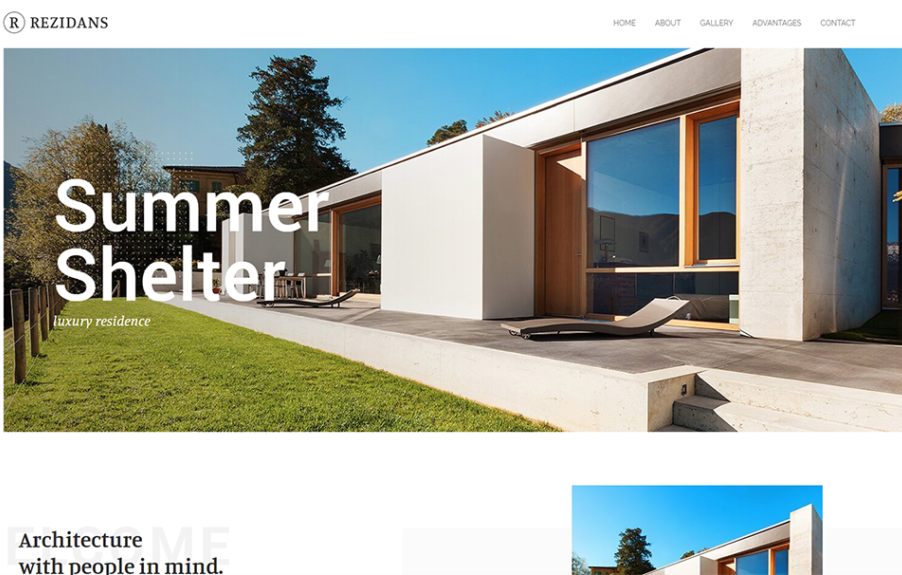 R REZIDANS
HOME ABOUT GALLERY ADVANTAGES CONTACT
Summer
Shelter
luxury residence
ELCOME
Architecture
with people in mind.